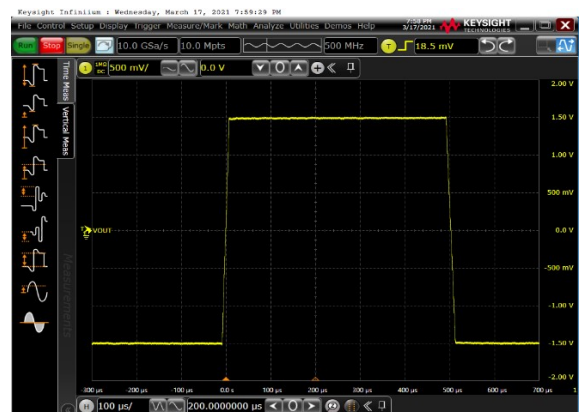 Keysight Infiniium : Wednesday, March 17, 2021 7:59:29 PM
File Control Setup Display Trigger Measure/Mark Math Analyze Utilities Demos Help 7:58 PM 3/17/2021 KEYSIGHT TECHNOLOGIES
Run Stop Single 10.0 GSa/s 10.0 Mpts 500 MHz T 18.5 mV
1 1MΩ DC 500 mV/ 0.0 V
Time Meas
Vertical Meas
Measurements
2.00 V
1.50 V
1.00 V
500 mV
0.0 V
-500 mV
-1.00 V
-1.50 V
-2.00 V
T VOUT
-300 µs -200 µs -100 µs 0.0 s 100 µs 200 µs 300 µs 400 µs 500 µs 600 µs 700 µs
H 100 µs/ 200.0000000 µs 0